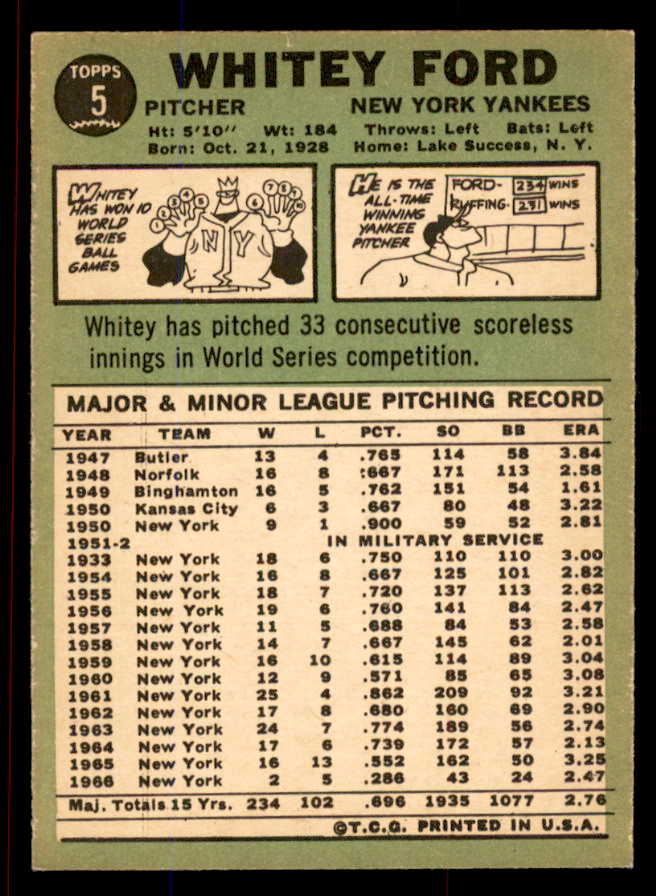 TOPPS
5
WHITEY FORD
PITCHER NEW YORK YANKEES
Ht: 5'10" Wt: 184 Throws: Left Bats: Left
Born: Oct. 21, 1928 Home: Lake Success, N. Y.
WHITEY
HAS WON 10
WORLD
SERIES
BALL
GAMES
NY
HE IS THE
ALL-TIME
WINNING
YANKEE
PITCHER
FORD- 234 WINS
RUFFING- 231 WINS
Whitey has pitched 33 consecutive scoreless
innings in World Series competition.
MAJOR & MINOR LEAGUE PITCHING RECORD
YEAR TEAM W L PCT. SO BB ERA
1947 Butler 13 4 .765 114 58 3.84
1948 Norfolk 16 8 .667 171 113 2.58
1949 Binghamton 16 5 .762 151 54 1.61
1950 Kansas City 6 3 .667 80 48 3.22
1950 New York 9 1 .900 59 52 2.81
1951-2 IN MILITARY SERVICE
1933 New York 18 6 .750 110 110 3.00
1954 New York 16 8 .667 125 101 2.82
1955 New York 18 7 .720 137 113 2.62
1956 New York 19 6 .760 141 84 2.47
1957 New York 11 5 .688 84 53 2.58
1958 New York 14 7 .667 145 62 2.01
1959 New York 16 10 .615 114 89 3.04
1960 New York 12 9 .571 85 65 3.08
1961 New York 25 4 .862 209 92 3.21
1962 New York 17 8 .680 160 69 2.90
1963 New York 24 7 .774 189 56 2.74
1964 New York 17 6 .739 172 57 2.13
1965 New York 16 13 .552 162 50 3.25
1966 New York 2 5 .286 43 24 2.47
Maj. Totals 15 Yrs. 234 102 .696 1935 1077 2.76
©T.C.G. PRINTED IN U.S.A.